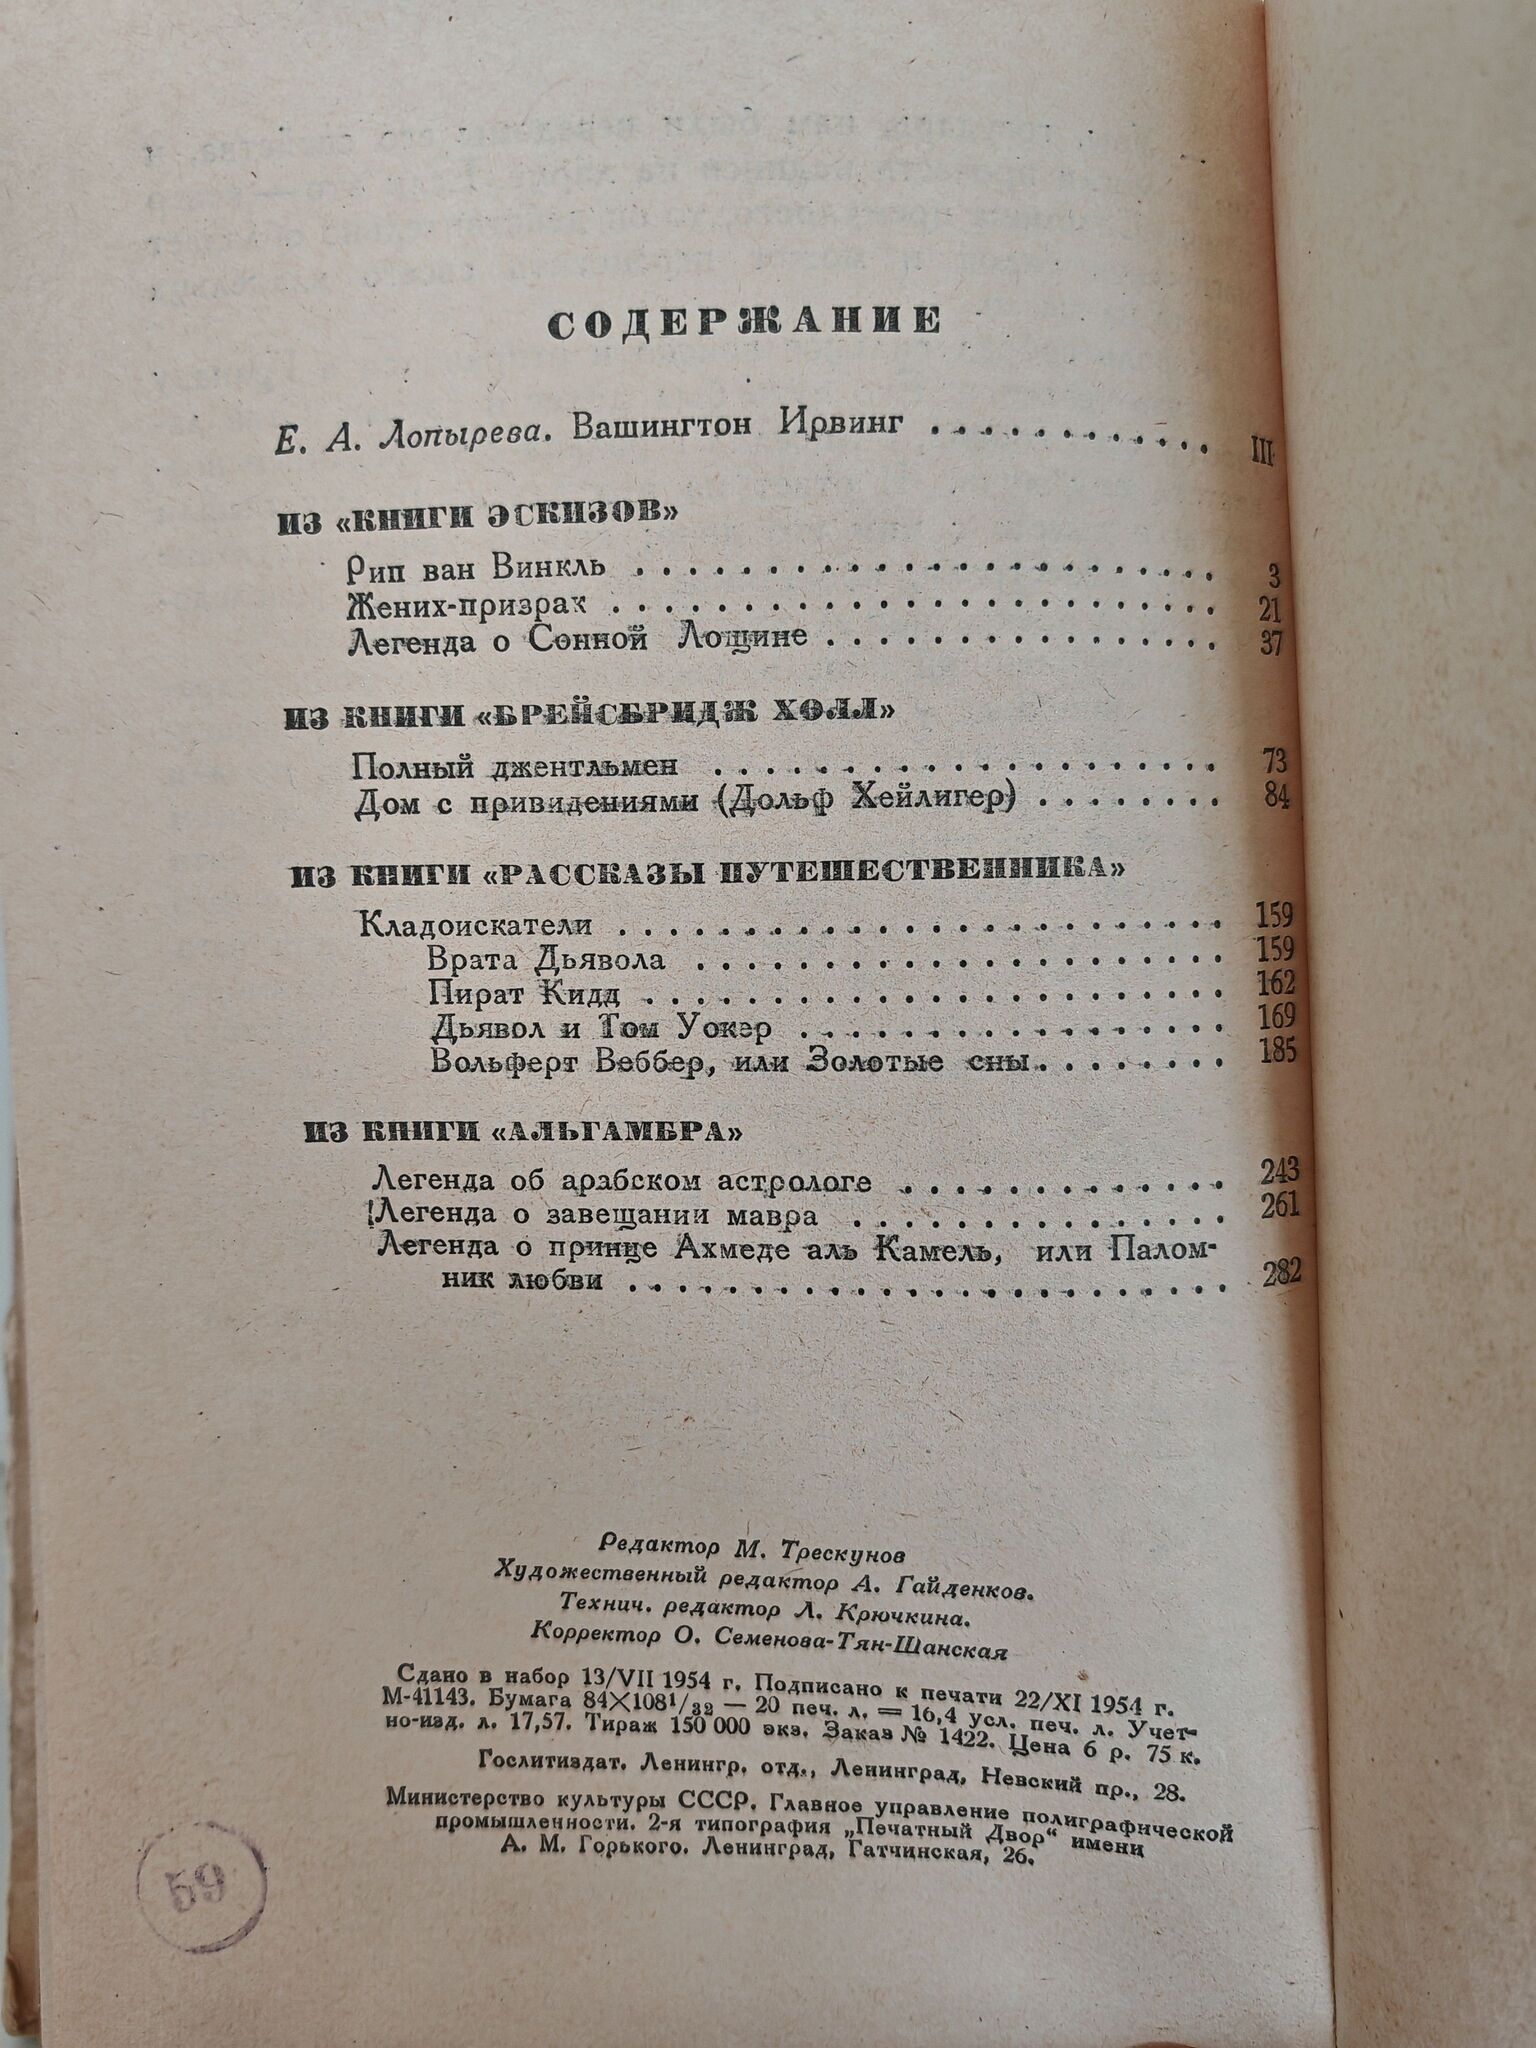 СОДЕРЖАНИЕ
Е. А. Лопырева. Вашингтон Ирвинг . . . . . . . . . . . . III
ИЗ «КНИГИ ЭСКИЗОВ»
Рип ван Винкль . . . . . . . . . . . . . . . . . . . . . . 3
Жених-призрак . . . . . . . . . . . . . . . . . . . . . . . 21
Легенда о Сонной Лощине . . . . . . . . . . . . . . . 37
ИЗ КНИГИ «БРЕЙСБРИДЖ ХОЛЛ»
Полный джентльмен . . . . . . . . . . . . . . . . . . . . 73
Дом с привидениями (Дольф Хейлигер) . . . . . . . . 84
ИЗ КНИГИ «РАССКАЗЫ ПУТЕШЕСТВЕННИКА»
Кладоискатели . . . . . . . . . . . . . . . . . . . . . . . 159
Врата Дьявола . . . . . . . . . . . . . . . . . . . . 159
Пират Кидд . . . . . . . . . . . . . . . . . . . . . . 162
Дьявол и Том Уокер . . . . . . . . . . . . . . . . 169
Вольферт Веббер, или Золотые сны . . . . . . . . 185
ИЗ КНИГИ «АЛЬГАМБРА»
Легенда об арабском астрологе . . . . . . . . . . . . 243
Легенда о завещании мавра . . . . . . . . . . . . . . 261
Легенда о принце Ахмеде аль Камель, или Палом-
ник любви . . . . . . . . . . . . . . . . . . . . . . . 282
Редактор М. Трескунов
Художественный редактор А. Гайденков.
Технич. редактор Л. Крючкина.
Корректор О. Семенова-Тян-Шанская
Сдано в набор 13/VII 1954 г. Подписано к печати 22/XI 1954 г.
М-41143. Бумага 84×108¹/₃₂ — 20 печ. л. = 16,4 усл. печ. л. Учет-
но-изд. л. 17,57. Тираж 150 000 экз. Заказ № 1422. Цена 6 р. 75 к.
Гослитиздат. Ленингр. отд., Ленинград, Невский пр., 28.
Министерство культуры СССР. Главное управление полиграфической
промышленности. 2-я типография „Печатный Двор“ имени
А. М. Горького. Ленинград, Гатчинская, 26.
59